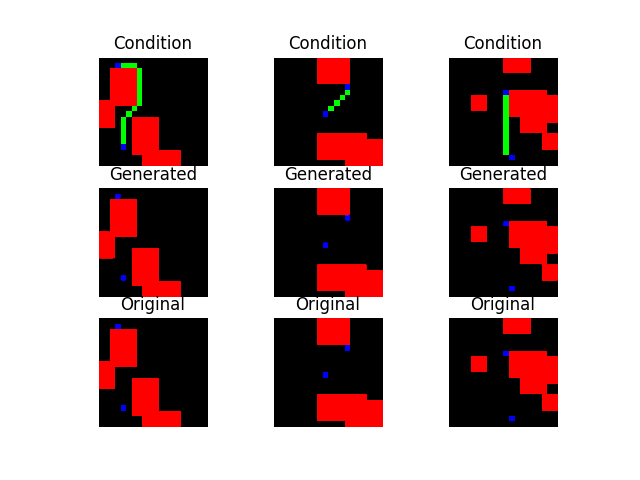 Condition
Condition
Condition
Generated
Generated
Generated
Original
Original
Original